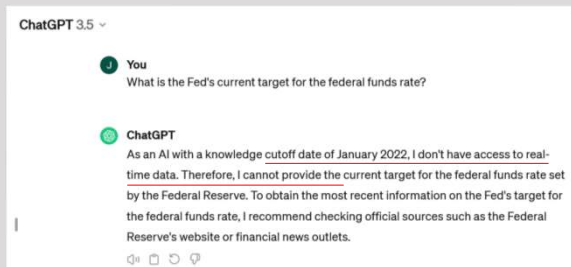 ChatGPT 3.5
J
You
What is the Fed's current target for the federal funds rate?
ChatGPT
As an AI with a knowledge cutoff date of January 2022, I don't have access to real-
time data. Therefore, I cannot provide the current target for the federal funds rate set
by the Federal Reserve. To obtain the most recent information on the Fed's target for
the federal funds rate, I recommend checking official sources such as the Federal
Reserve's website or financial news outlets.